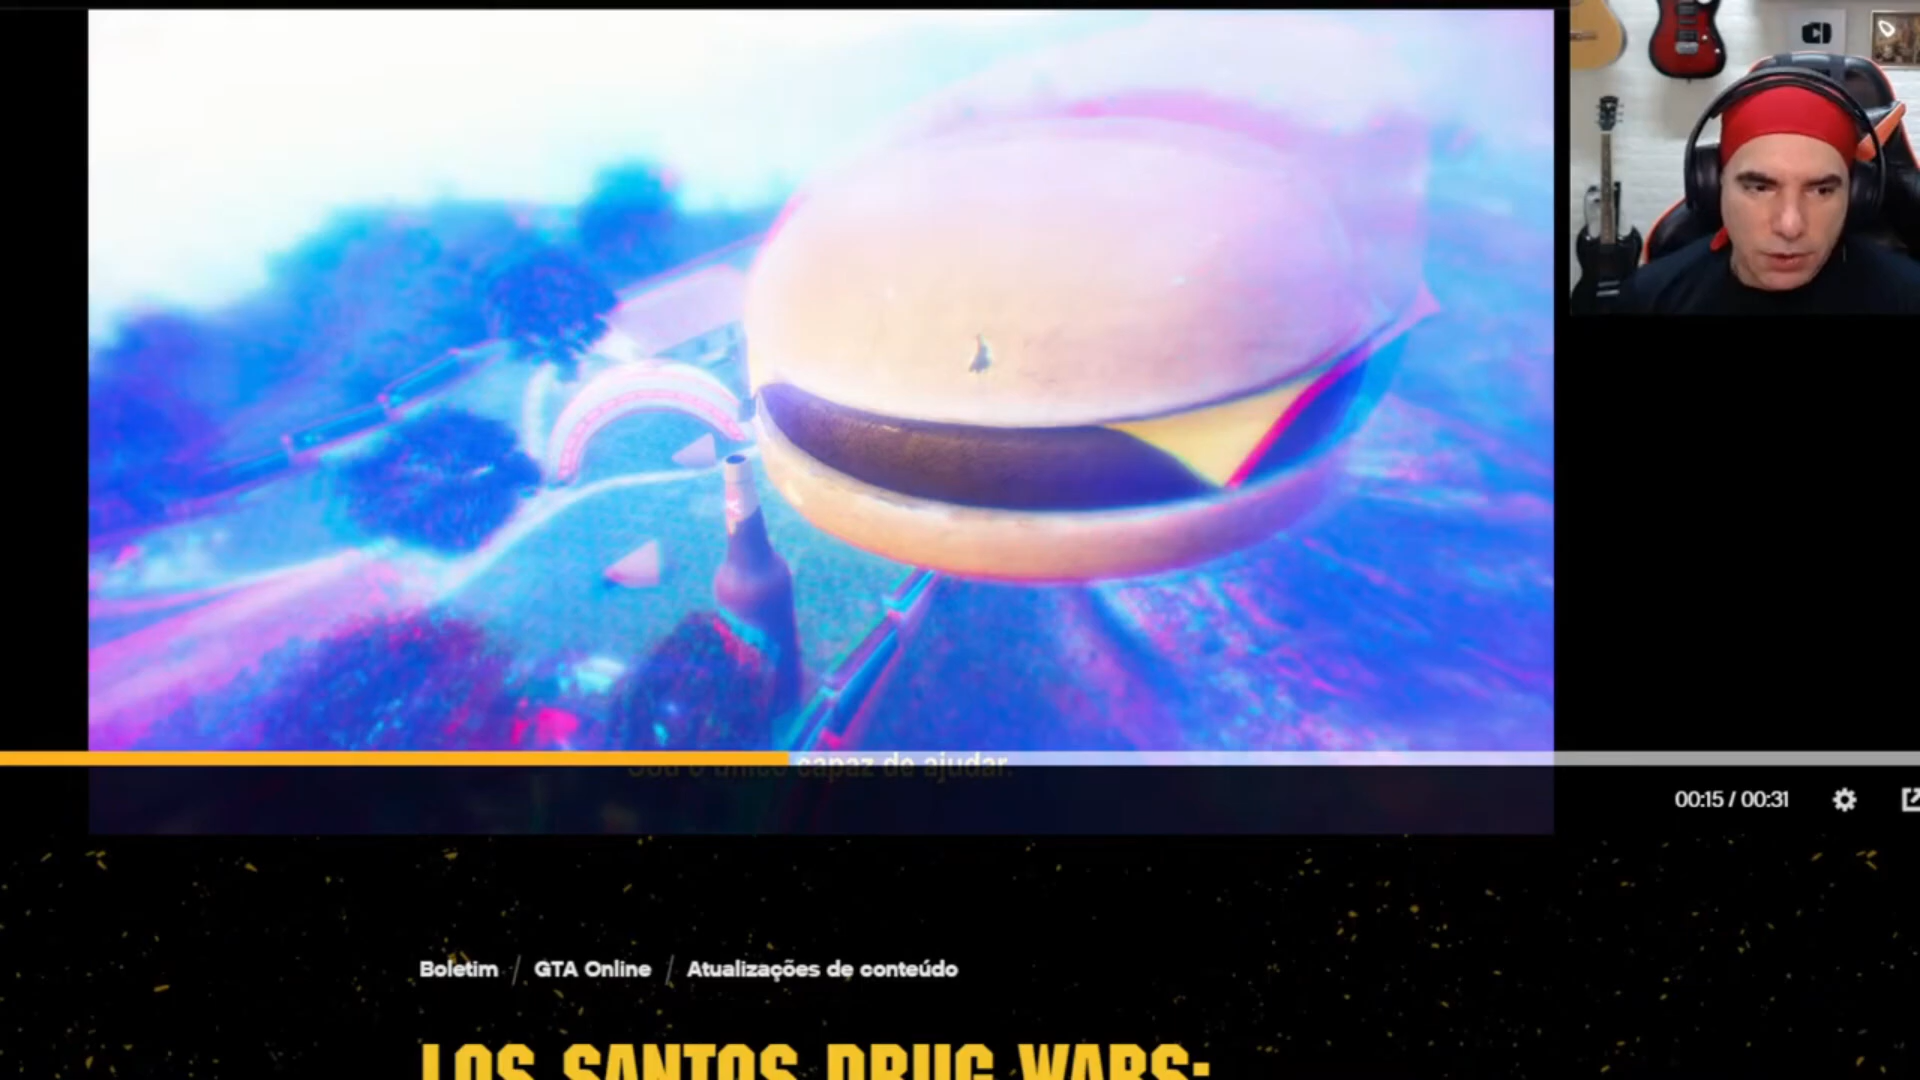 capaz de ajudar.
00:15 / 00:31
Boletim / GTA Online / Atualizações de conteúdo
LOS SANTOS DRUG WARS: